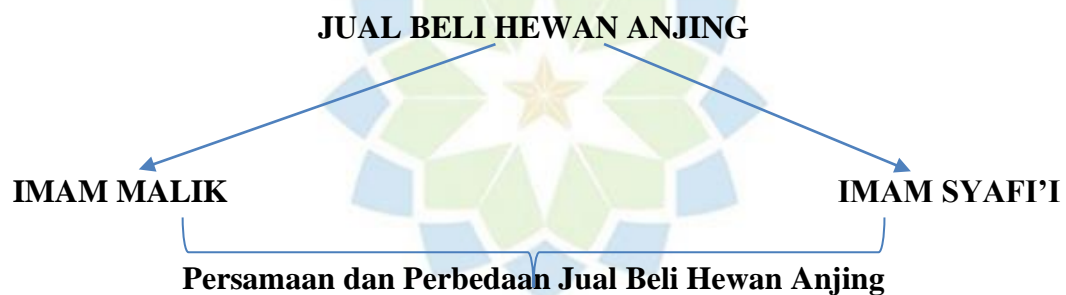 JUAL BELI HEWAN ANJING
IMAM MALIK IMAM SYAFI’I
Persamaan dan Perbedaan Jual Beli Hewan Anjing